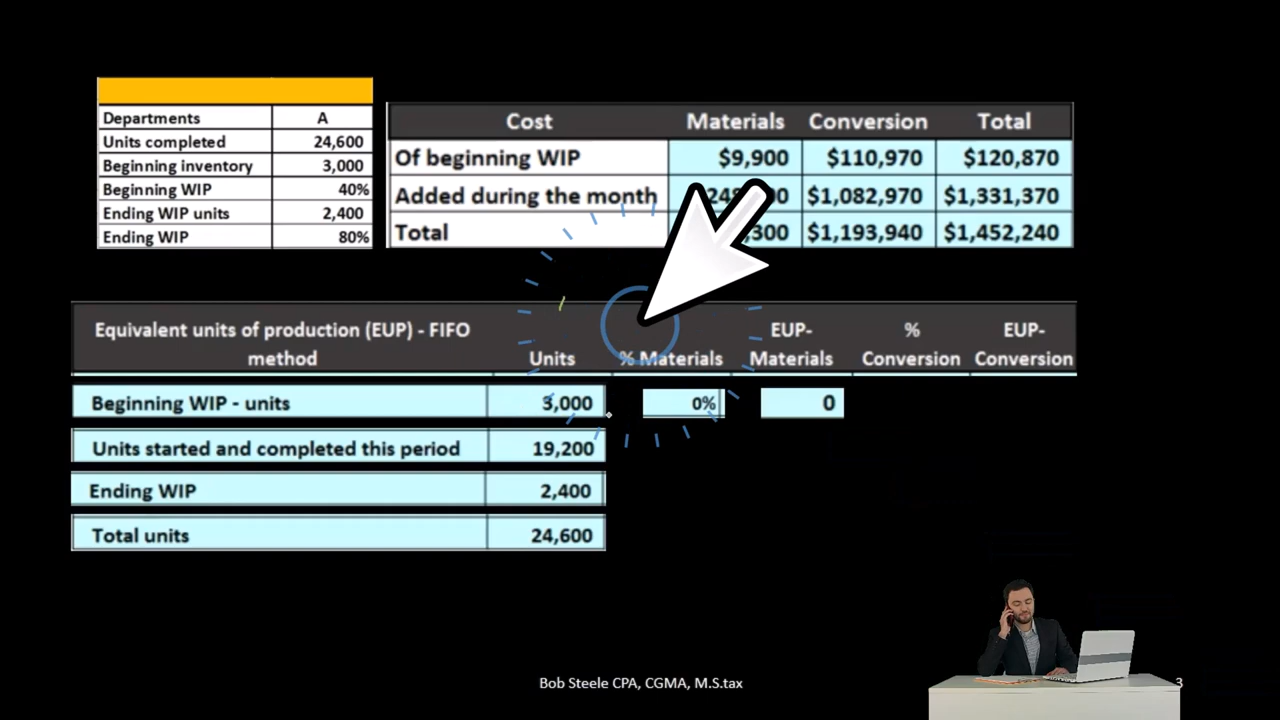 Departments A
Units completed 24,600
Beginning inventory 3,000
Beginning WIP 40%
Ending WIP units 2,400
Ending WIP 80%
Cost Materials Conversion Total
Of beginning WIP $9,900 $110,970 $120,870
Added during the month $1,082,970 $1,331,370
Total $1,193,940 $1,452,240
Equivalent units of production (EUP) - FIFO
method Units % Materials EUP-
Materials %
Conversion EUP-
Conversion
Beginning WIP - units 3,000 0% 0
Units started and completed this period 19,200
Ending WIP 2,400
Total units 24,600
Bob Steele CPA, CGMA, M.S.tax
3